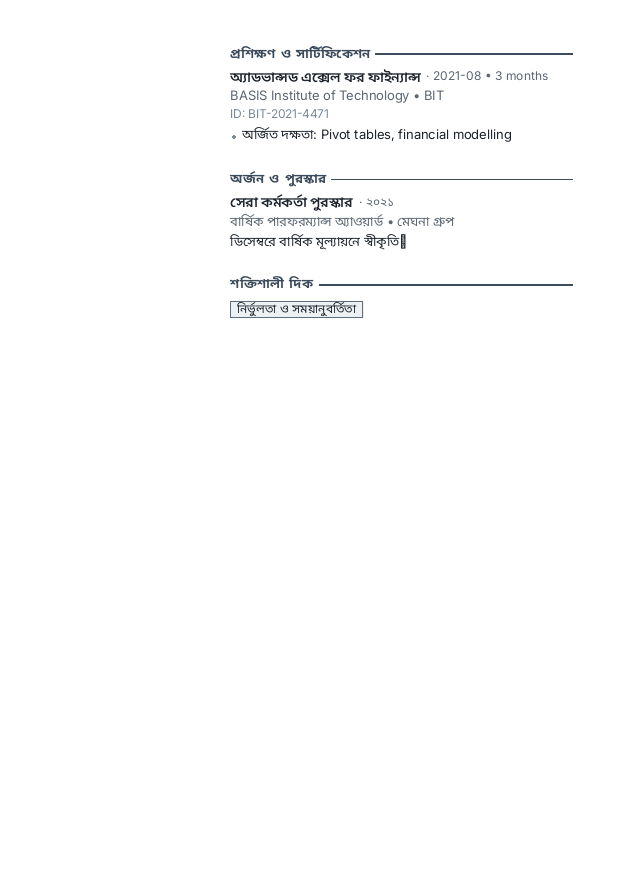 প্রশিক্ষণ ও সার্টিফিকেশন
অ্যাডভান্সড এক্সেল ফর ফাইন্যান্স · 2021-08 • 3 months
BASIS Institute of Technology • BIT
ID: BIT-2021-4471
• অর্জিত দক্ষতা: Pivot tables, financial modelling
অর্জন ও পুরস্কার
সেরা কর্মকর্তা পুরস্কার · ২০২১
বার্ষিক পারফরম্যান্স অ্যাওয়ার্ড • মেঘনা গ্রুপ
ডিসেম্বরে বার্ষিক মূল্যায়নে স্বীকৃতি
শক্তিশালী দিক
নির্ভুলতা ও সময়ানুবর্তিতা